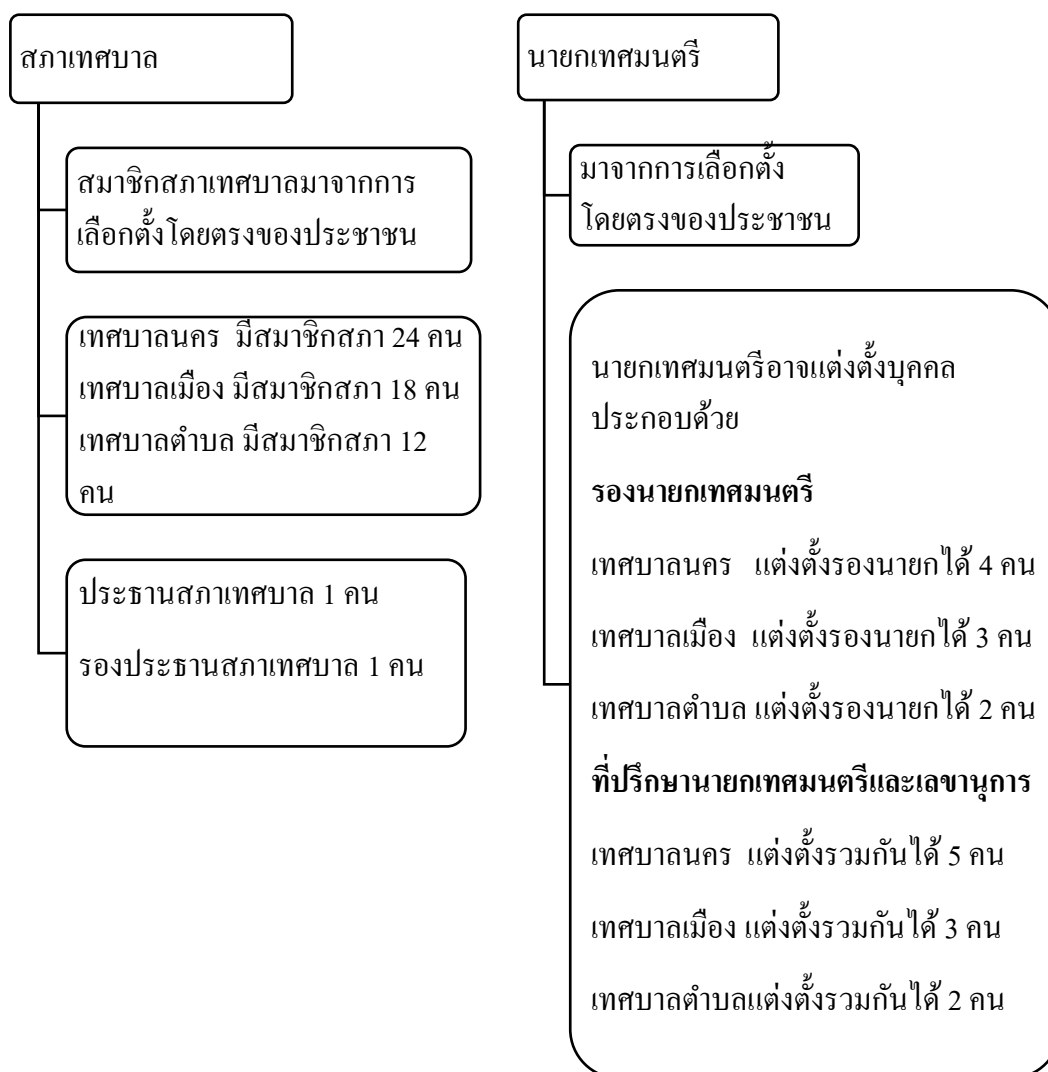 สภาเทศบาล
สมาชิกสภาเทศบาลมาจากการ
เลือกตั้งโดยตรงของประชาชน
เทศบาลนคร มีสมาชิกสภา 24 คน
เทศบาลเมือง มีสมาชิกสภา 18 คน
เทศบาลตำบล มีสมาชิกสภา 12
คน
ประธานสภาเทศบาล 1 คน
รองประธานสภาเทศบาล 1 คน
นายกเทศมนตรี
มาจากการเลือกตั้ง
โดยตรงของประชาชน
นายกเทศมนตรีอาจแต่งตั้งบุคคล
ประกอบด้วย
รองนายกเทศมนตรี
เทศบาลนคร แต่งตั้งรองนายกได้ 4 คน
เทศบาลเมือง แต่งตั้งรองนายกได้ 3 คน
เทศบาลตำบล แต่งตั้งรองนายกได้ 2 คน
ที่ปรึกษานายกเทศมนตรีและเลขานุการ
เทศบาลนคร แต่งตั้งรวมกันได้ 5 คน
เทศบาลเมือง แต่งตั้งรวมกันได้ 3 คน
เทศบาลตำบลแต่งตั้งรวมกันได้ 2 คน